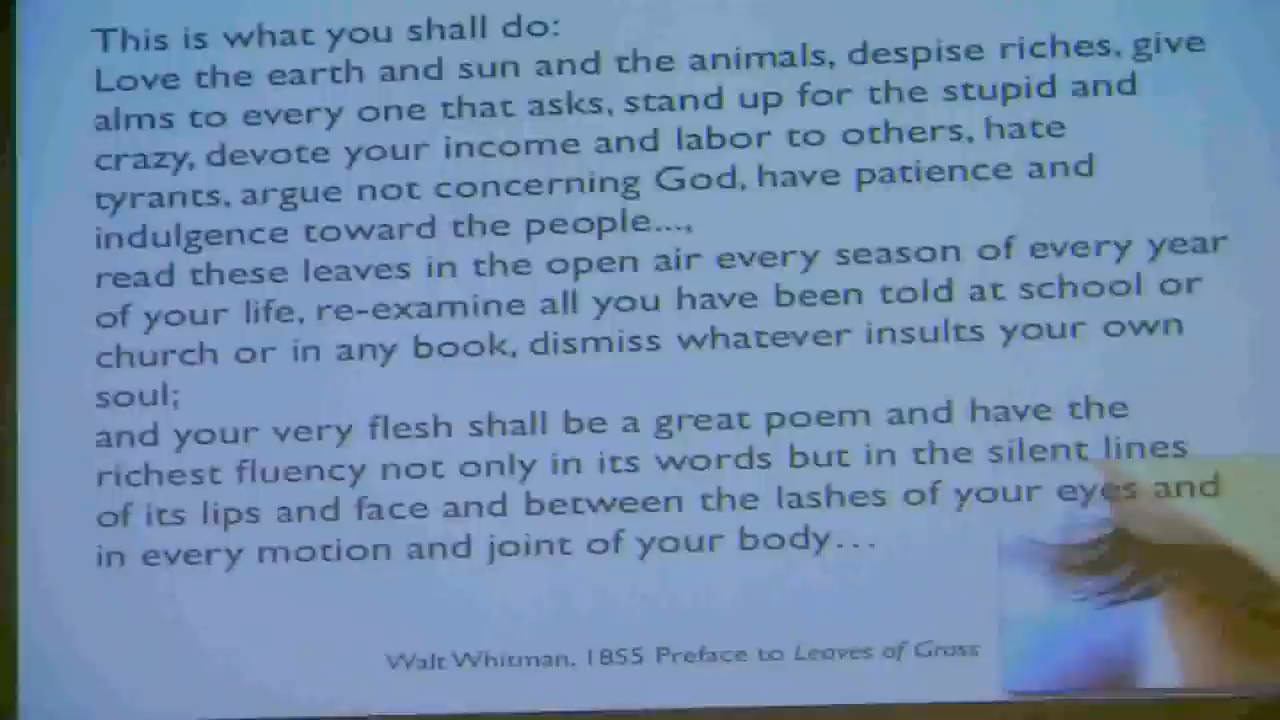 This is what you shall do:
Love the earth and sun and the animals, despise riches, give
alms to every one that asks, stand up for the stupid and
crazy, devote your income and labor to others, hate
tyrants, argue not concerning God, have patience and
indulgence toward the people...,
read these leaves in the open air every season of every year
of your life, re-examine all you have been told at school or
church or in any book, dismiss whatever insults your own
soul;
and your very flesh shall be a great poem and have the
richest fluency not only in its words but in the silent lines
of its lips and face and between the lashes of your eyes and
in every motion and joint of your body...
Walt Whitman, 1855 Preface to Leaves of Grass